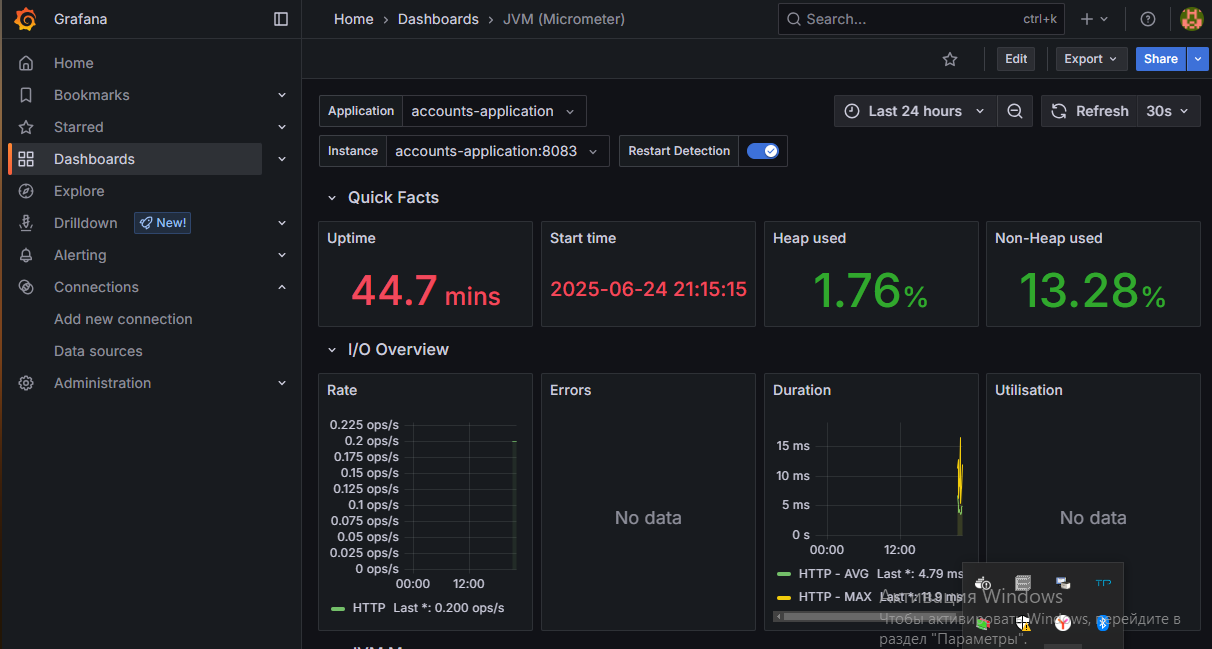 Grafana
Home › Dashboards › JVM (Micrometer)
Search... ctrl+k
Home
Bookmarks
Starred
Dashboards
Explore
Drilldown New!
Alerting
Connections
Add new connection
Data sources
Administration
Edit Export Share
Application accounts-application
Last 24 hours Refresh 30s
Instance accounts-application:8083 Restart Detection
Quick Facts
Uptime
44.7 mins
Start time
2025-06-24 21:15:15
Heap used
1.76%
Non-Heap used
13.28%
I/O Overview
Rate
0.225 ops/s
0.2 ops/s
0.175 ops/s
0.15 ops/s
0.125 ops/s
0.1 ops/s
0.075 ops/s
0.05 ops/s
0.025 ops/s
0 ops/s
00:00 12:00
HTTP Last *: 0.200 ops/s
Errors
No data
Duration
15 ms
10 ms
5 ms
0 s
00:00 12:00
HTTP - AVG Last *: 4.79 ms
HTTP - MAX Last *: 11.9 ms
Utilisation
No data
Активация Windows
Чтобы активировать Windows, перейдите в
раздел "Параметры".